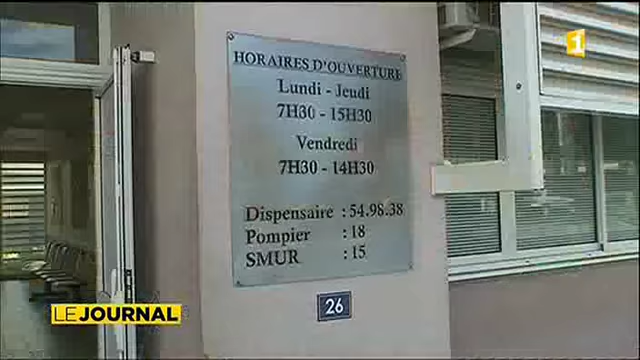 HORAIRES D'OUVERTURE
Lundi - Jeudi
7H30 - 15H30
Vendredi
7H30 - 14H30
Dispensaire : 54.98.38
Pompier : 18
SMUR : 15
26
LE JOURNAL
1